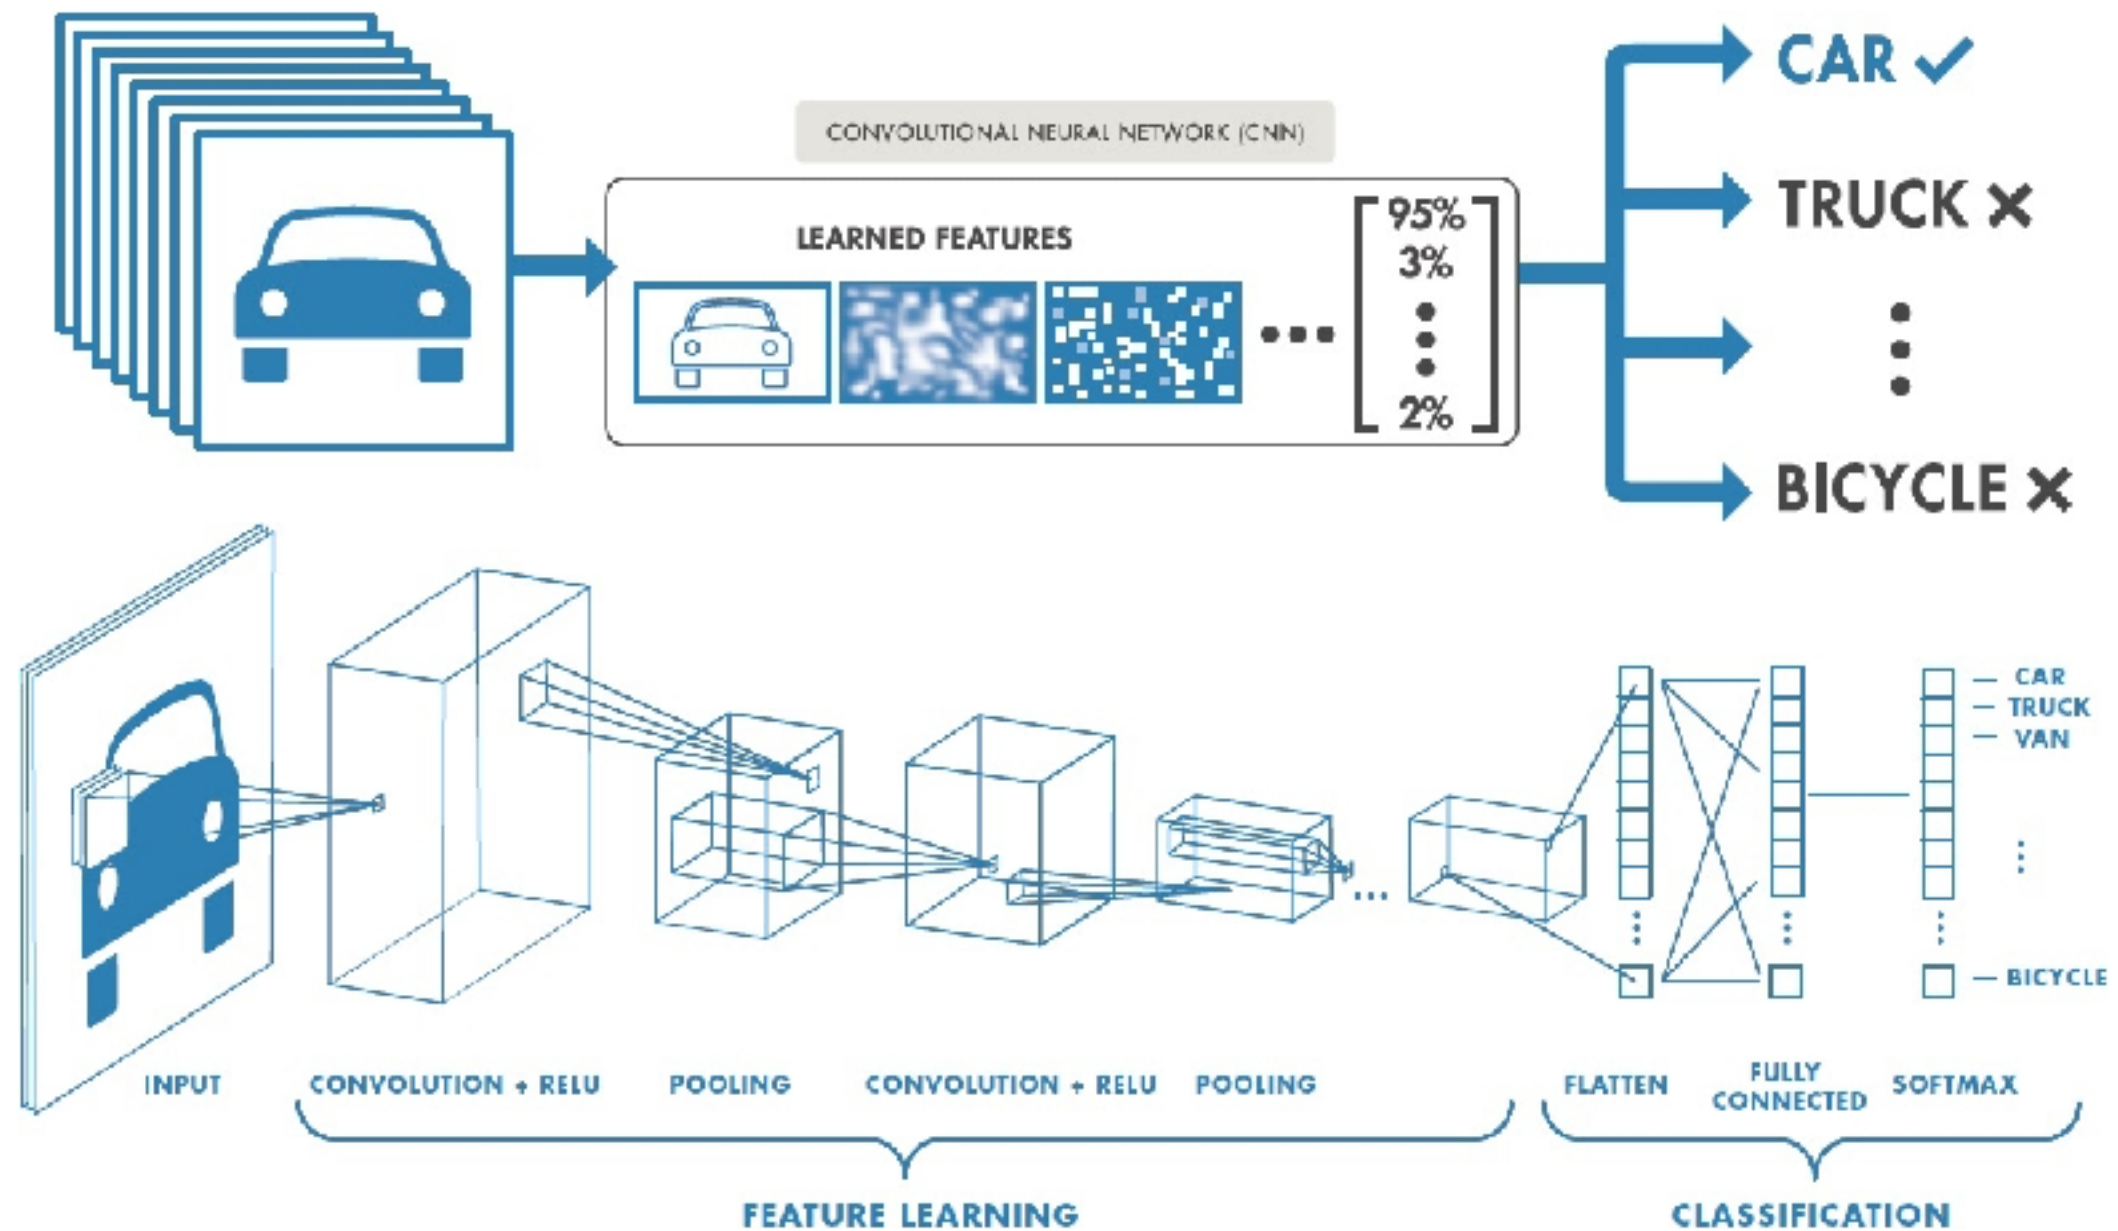 CAR
CONVOLUTIONAL NEURAL NETWORK (CNN)
LEARNED FEATURES
95%
3%
2%
TRUCK
BICYCLE
CAR
TRUCK
VAN
BICYCLE
INPUT
CONVOLUTION + RELU
POOLING
CONVOLUTION + RELU
POOLING
FLATTEN
FULLY
CONNECTED
SOFTMAX
FEATURE LEARNING
CLASSIFICATION